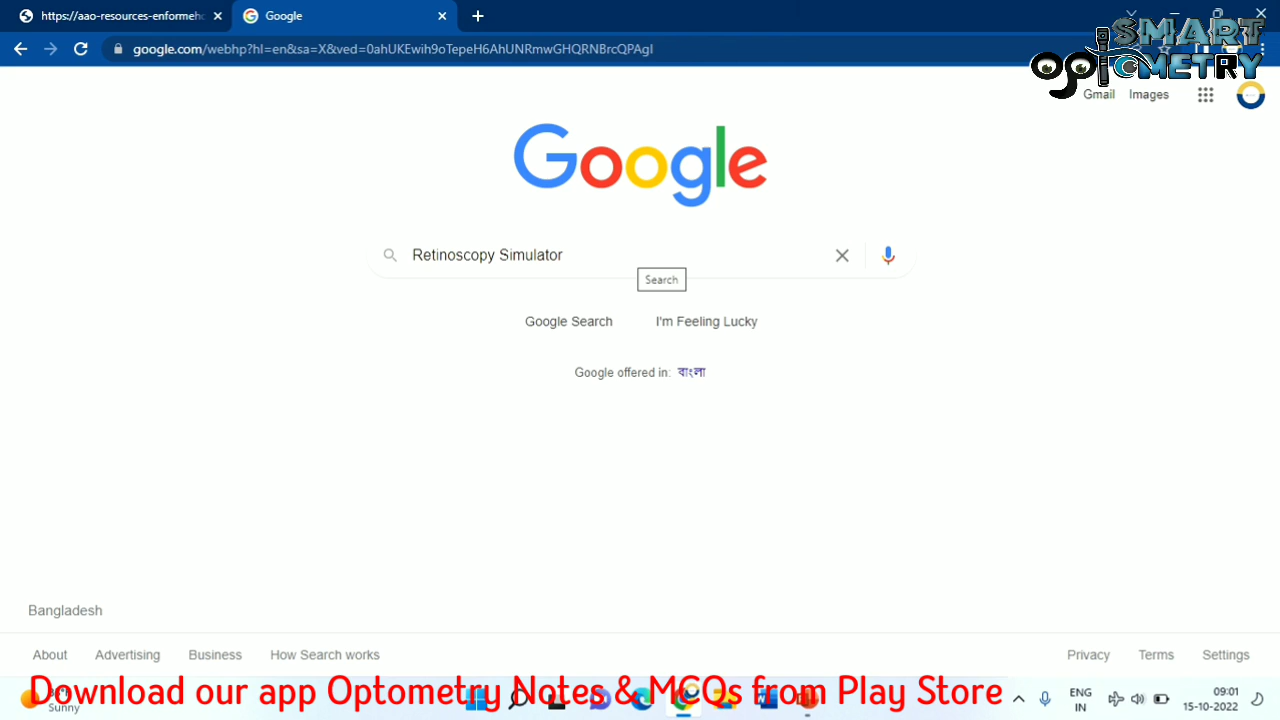 https://aao-resources-enformeho
Google
google.com/webhp?hl=en&sa=X&ved=0ahUKEwih9oTepeH6AhUNRmwGHQRNBrcQPAgI
SMART
OPTOMETRY
Gmail Images
Google
Retinoscopy Simulator
Search
Google Search I'm Feeling Lucky
Google offered in: বাংলা
Bangladesh
About Advertising Business How Search works Privacy Terms Settings
Download our app Optometry Notes & MCQs from Play Store
Sunny
ENG
IN
09:01
15-10-2022